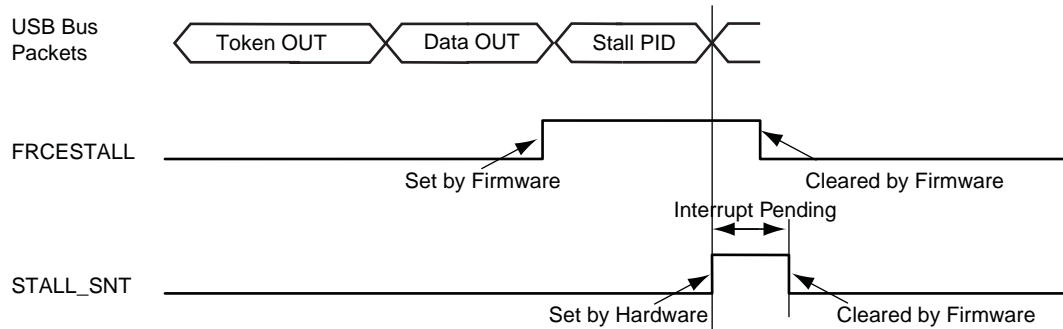 USB Bus
Packets
Token OUT
Data OUT
Stall PID
FRCESTALL
Set by Firmware
Cleared by Firmware
Interrupt Pending
STALL_SNT
Set by Hardware
Cleared by Firmware